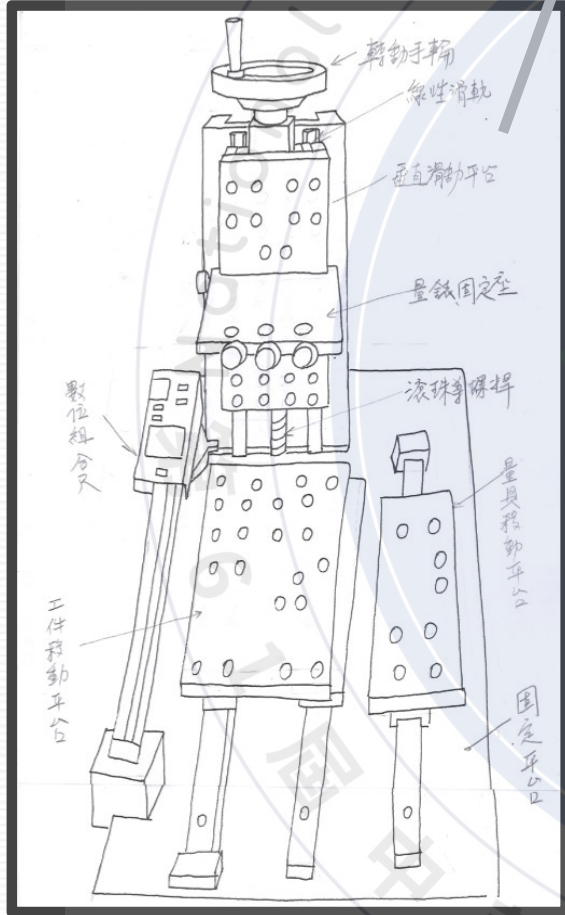 轉動手輪
線性滑軌
垂直滑動平台
量錶固定座
滾珠導螺桿
數位組合尺
量具移動平台
工件移動平台
固定平台